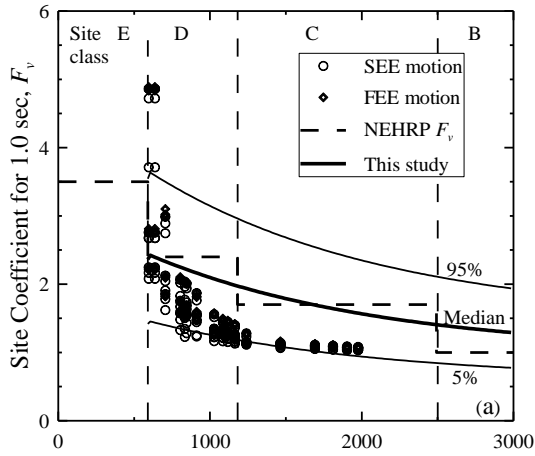 6
4
2
0
Site Coefficient for 1.0 sec, Fv
Site class
E
D
C
B
SEE motion
FEE motion
NEHRP Fv
This study
95%
Median
5%
(a)
0
1000
2000
3000